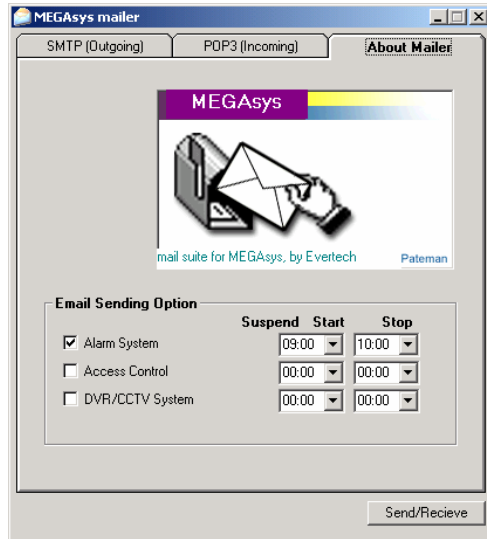 MEGAsys mailer
SMTP (Outgoing) POP3 (Incoming) About Mailer
MEGAsys
mail suite for MEGAsys, by Evertech Pateman
Email Sending Option
Suspend Start Stop
Alarm System 09:00 10:00
Access Control 00:00 00:00
DVR/CCTV System 00:00 00:00
Send/Recieve